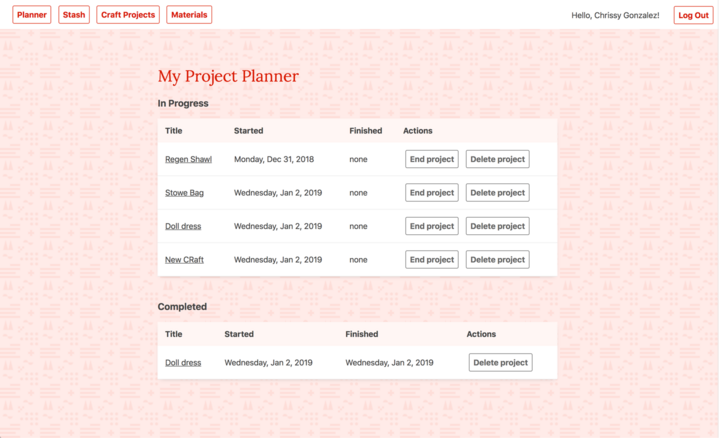 Planner Stash Craft Projects Materials Hello, Chrissy Gonzalez! Log Out
My Project Planner
In Progress
Title Started Finished Actions
Regen Shawl Monday, Dec 31, 2018 none End project Delete project
Stowe Bag Wednesday, Jan 2, 2019 none End project Delete project
Doll dress Wednesday, Jan 2, 2019 none End project Delete project
New CRaft Wednesday, Jan 2, 2019 none End project Delete project
Completed
Title Started Finished Actions
Doll dress Wednesday, Jan 2, 2019 Wednesday, Jan 2, 2019 Delete project